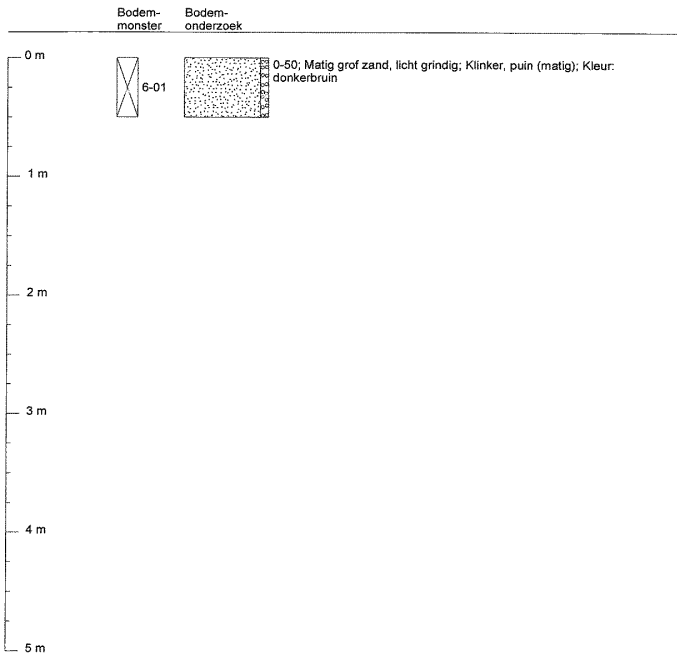 Bodem-
monster
Bodem-
onderzoek
0 m
6-01
0-50; Matig grof zand, licht grindig; Klinker, puin (matig); Kleur:
donkerbruin
1 m
2 m
3 m
4 m
5 m